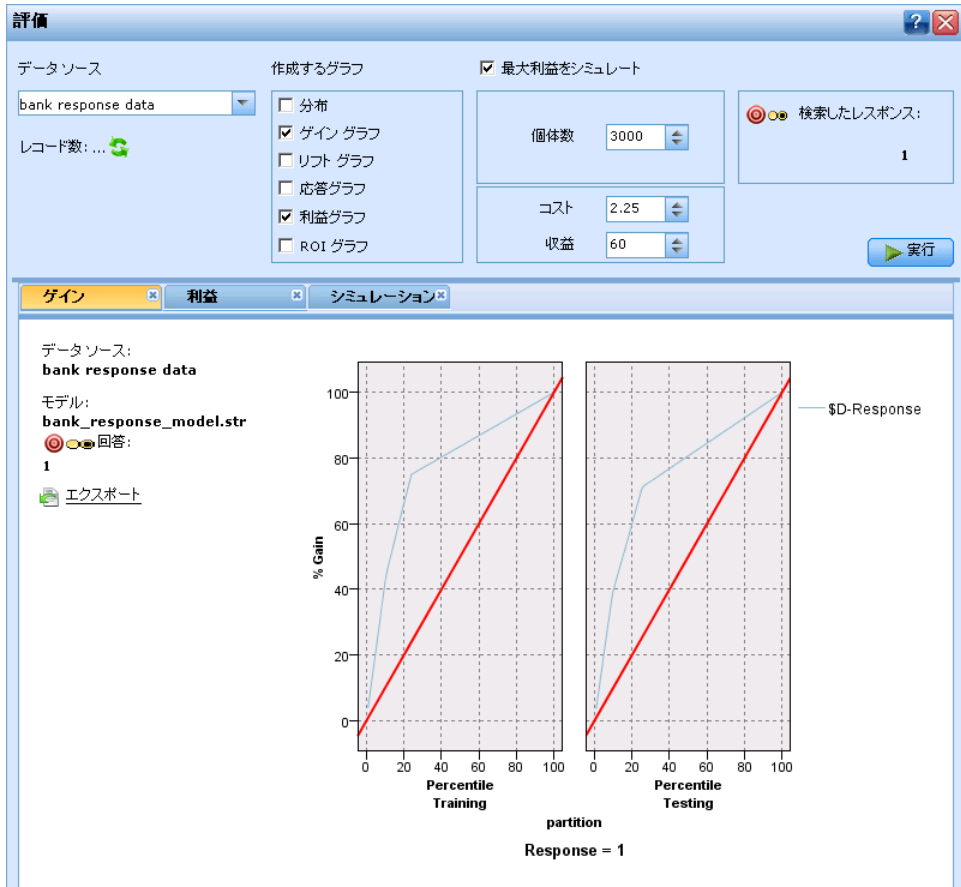 評価
データ ソース
bank response data
レコード数: ...
作成するグラフ
分布
ゲイン グラフ
リフト グラフ
応答グラフ
利益グラフ
ROI グラフ
最大利益をシミュレート
個体数 3000
コスト 2.25
収益 60
検索したレスポンス:
1
実行
ゲイン
利益
シミュレーション
データ ソース:
bank response data
モデル:
bank_response_model.str
回答:
1
エクスポート
% Gain
100
80
60
40
20
0
0 20 40 60 80 100
Percentile
Training
0 20 40 60 80 100
Percentile
Testing
partition
Response = 1
$D-Response